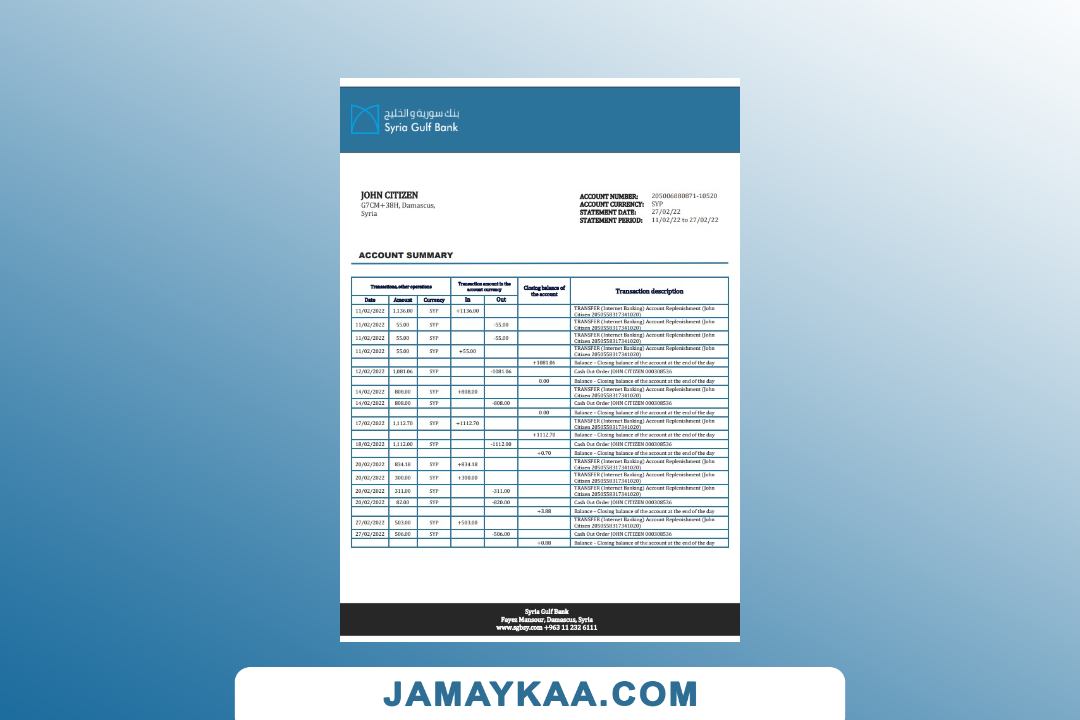 بنك سورية و الخليج
Syria Gulf Bank
JOHN CITIZEN
G7CM+38H, Damascus,
Syria
ACCOUNT NUMBER: 205006880871-10520
ACCOUNT CURRENCY: SYP
STATEMENT DATE: 27/02/22
STATEMENT PERIOD: 11/02/22 to 27/02/22
ACCOUNT SUMMARY
Transactions, other operations
Transaction amount in the account currency
Closing balance of the account
Transaction description
Date Amount Currency In Out
11/02/2022 1,136.00 SYP +1136.00 TRANSFER (Internet Banking) Account Replenishment (John
Citizen 2050558317341020)
11/02/2022 55.00 SYP -55.00 TRANSFER (Internet Banking) Account Replenishment (John
Citizen 2050558317341020)
11/02/2022 55.00 SYP -55.00 TRANSFER (Internet Banking) Account Replenishment (John
Citizen 2050558317341020)
11/02/2022 55.00 SYP +55.00 TRANSFER (Internet Banking) Account Replenishment (John
Citizen 2050558317341020)
+1081.06 Balance - Closing balance of the account at the end of the day
12/02/2022 1,081.06 SYP -1081.06 Cash Out Order JOHN CITIZEN 000308536
0.00 Balance - Closing balance of the account at the end of the day
14/02/2022 808.00 SYP +808.00 TRANSFER (Internet Banking) Account Replenishment (John
Citizen 2050558317341020)
14/02/2022 808.00 SYP -808.00 Cash Out Order JOHN CITIZEN 000308536
0.00 Balance - Closing balance of the account at the end of the day
17/02/2022 1,112.70 SYP +1112.70 TRANSFER (Internet Banking) Account Replenishment (John
Citizen 2050558317341020)
+1112.70 Balance - Closing balance of the account at the end of the day
18/02/2022 1,112.00 SYP -1112.00 Cash Out Order JOHN CITIZEN 000308536
+0.70 Balance - Closing balance of the account at the end of the day
20/02/2022 834.18 SYP +834.18 TRANSFER (Internet Banking) Account Replenishment (John
Citizen 2050558317341020)
20/02/2022 300.00 SYP +300.00 TRANSFER (Internet Banking) Account Replenishment (John
Citizen 2050558317341020)
20/02/2022 311.00 SYP -311.00 TRANSFER (Internet Banking) Account Replenishment (John
Citizen 2050558317341020)
20/02/2022 82.00 SYP -820.00 Cash Out Order JOHN CITIZEN 000308536
+3.88 Balance - Closing balance of the account at the end of the day
27/02/2022 503.00 SYP +503.00 TRANSFER (Internet Banking) Account Replenishment (John
Citizen 2050558317341020)
27/02/2022 506.00 SYP -506.00 Cash Out Order JOHN CITIZEN 000308536
+0.88 Balance - Closing balance of the account at the end of the day
Syria Gulf Bank
Fayez Mansour, Damascus, Syria
www.sgbsy.com +963 11 232 6111
JAMAYKAA.COM